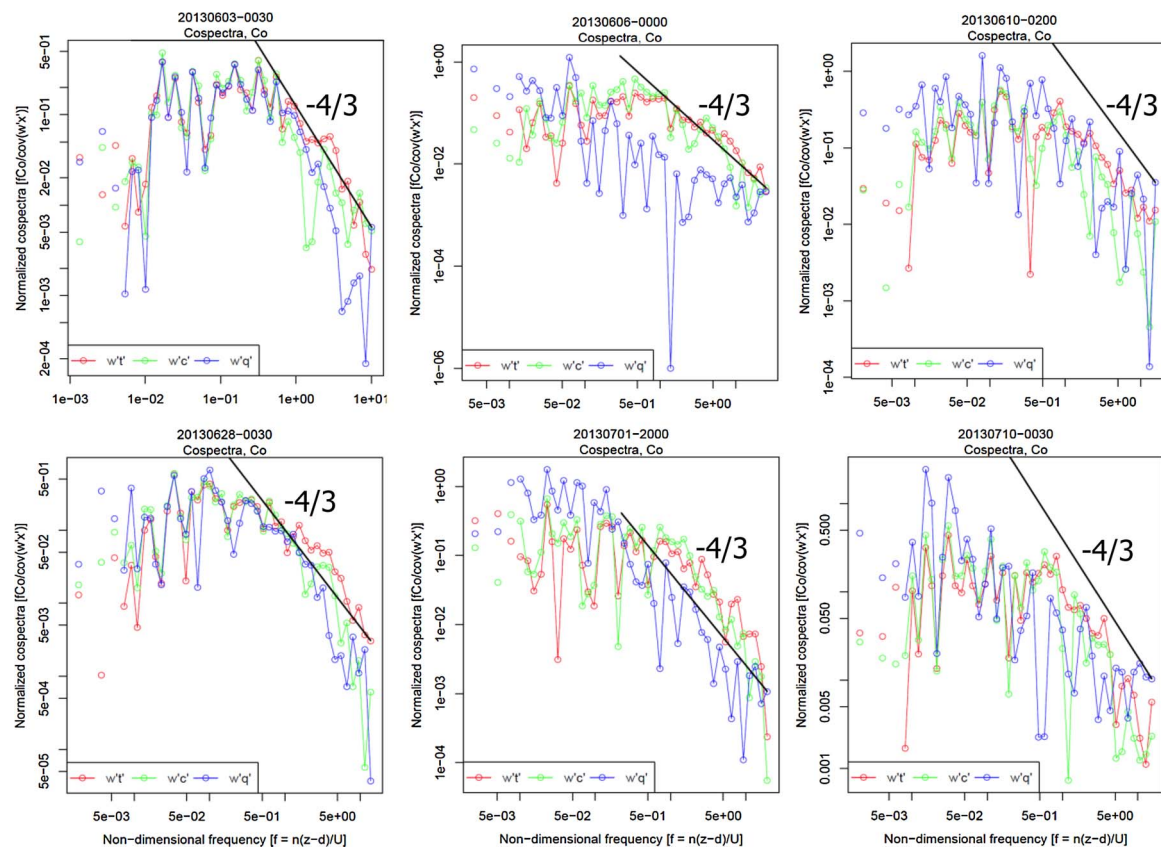 20130603-0030
Cospectra, Co
Normalized cospectra [fCo/cov(w'x')]
5e-01
1e-01
2e-02
5e-03
1e-03
2e-04
-4/3
w't' w'c' w'q'
1e-03 1e-02 1e-01 1e+00 1e+01
20130606-0000
Cospectra, Co
Normalized cospectra [fCo/cov(w'x')]
1e+00
1e-02
1e-04
1e-06
-4/3
w't' w'c' w'q'
5e-03 5e-02 5e-01 5e+00
20130610-0200
Cospectra, Co
Normalized cospectra [fCo/cov(w'x')]
1e+00
1e-01
1e-02
1e-03
1e-04
-4/3
w't' w'c' w'q'
5e-03 5e-02 5e-01 5e+00
20130628-0030
Cospectra, Co
Normalized cospectra [fCo/cov(w'x')]
5e-01
5e-02
5e-03
5e-04
5e-05
-4/3
w't' w'c' w'q'
5e-03 5e-02 5e-01 5e+00
Non-dimensional frequency [f = n(z-d)/U]
20130701-2000
Cospectra, Co
Normalized cospectra [fCo/cov(w'x')]
1e+00
1e-01
1e-02
1e-03
1e-04
-4/3
w't' w'c' w'q'
5e-03 5e-02 5e-01 5e+00
Non-dimensional frequency [f = n(z-d)/U]
20130710-0030
Cospectra, Co
Normalized cospectra [fCo/cov(w'x')]
0.500
0.050
0.005
0.001
-4/3
w't' w'c' w'q'
5e-03 5e-02 5e-01 5e+00
Non-dimensional frequency [f = n(z-d)/U]